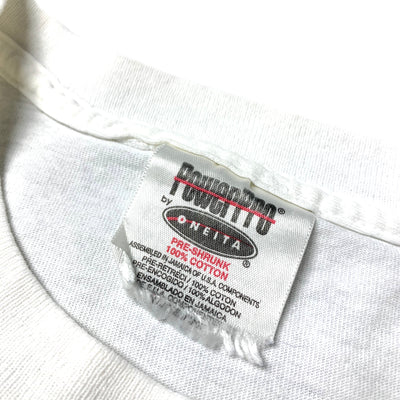 POWERPRO®
by ONEITA
PRE-SHRUNK
100% COTTON
ASSEMBLED IN JAMAICA OF U.S.A. COMPONENTS
PRE-RETRECI / 100% COTON
PRE-ENCOGIDO / 100% ALGODON
ENSAMBLADO EN JAMAICA